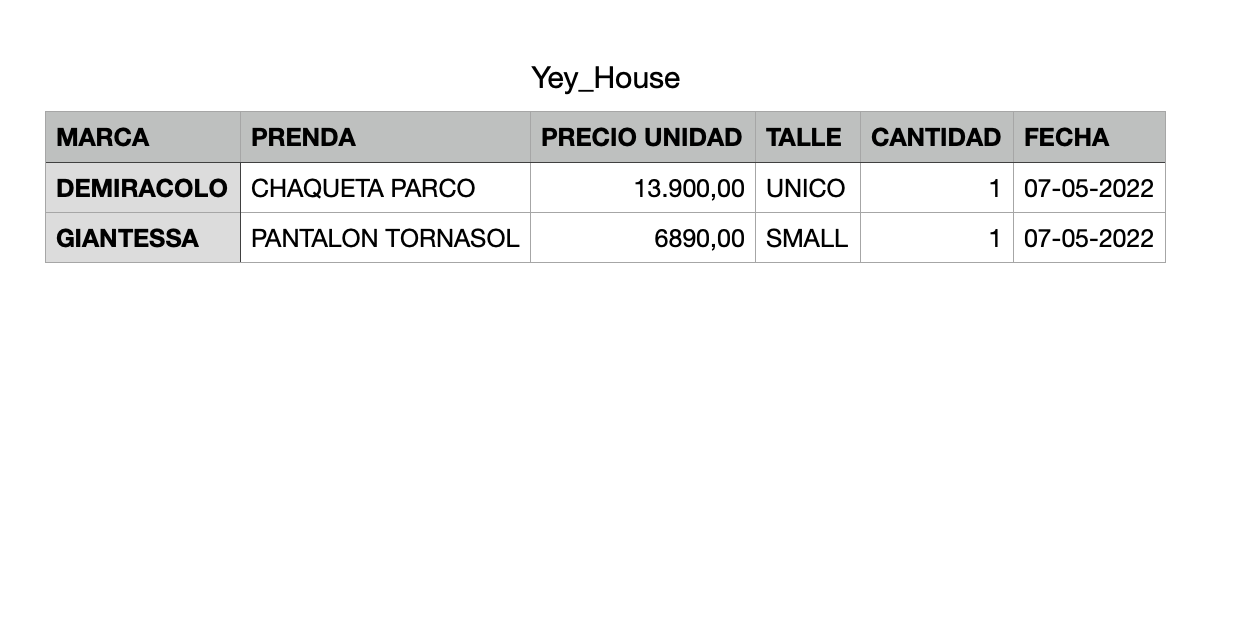 Yey_House
MARCA PRENDA PRECIO UNIDAD TALLE CANTIDAD FECHA
DEMIRACOLO CHAQUETA PARCO 13.900,00 UNICO 1 07-05-2022
GIANTESSA PANTALON TORNASOL 6890,00 SMALL 1 07-05-2022